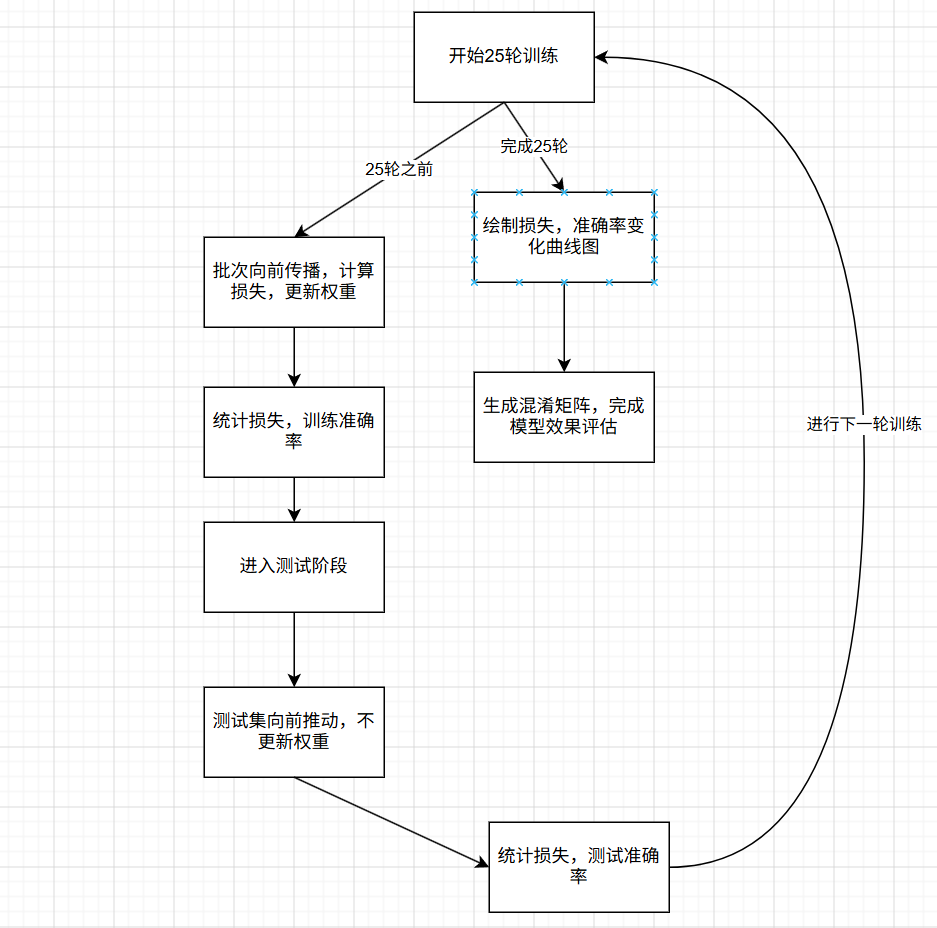 开始25轮训练
完成25轮
25轮之前
绘制损失，准确率变
化曲线图
批次向前传播，计算
损失，更新权重
生成混淆矩阵，完成
模型效果评估
统计损失，训练准确
率
进行下一轮训练
进入测试阶段
测试集向前推动，不
更新权重
统计损失，测试准确
率